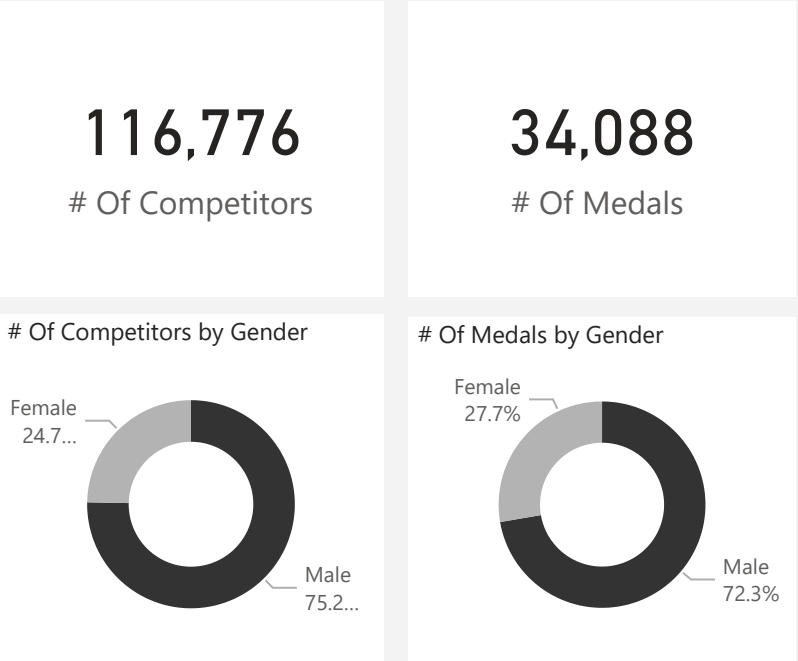 116,776
# Of Competitors
34,088
# Of Medals
# Of Competitors by Gender
Female
24.7...
Male
75.2...
# Of Medals by Gender
Female
27.7%
Male
72.3%